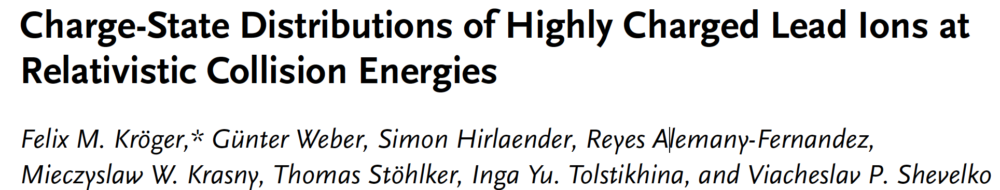 Charge-State Distributions of Highly Charged Lead Ions at
Relativistic Collision Energies
Felix M. Kröger,* Günter Weber, Simon Hirlaender, Reyes Alemany-Fernandez,
Mieczyslaw W. Krasny, Thomas Stöhlker, Inga Yu. Tolstikhina, and Viacheslav P. Shevelko